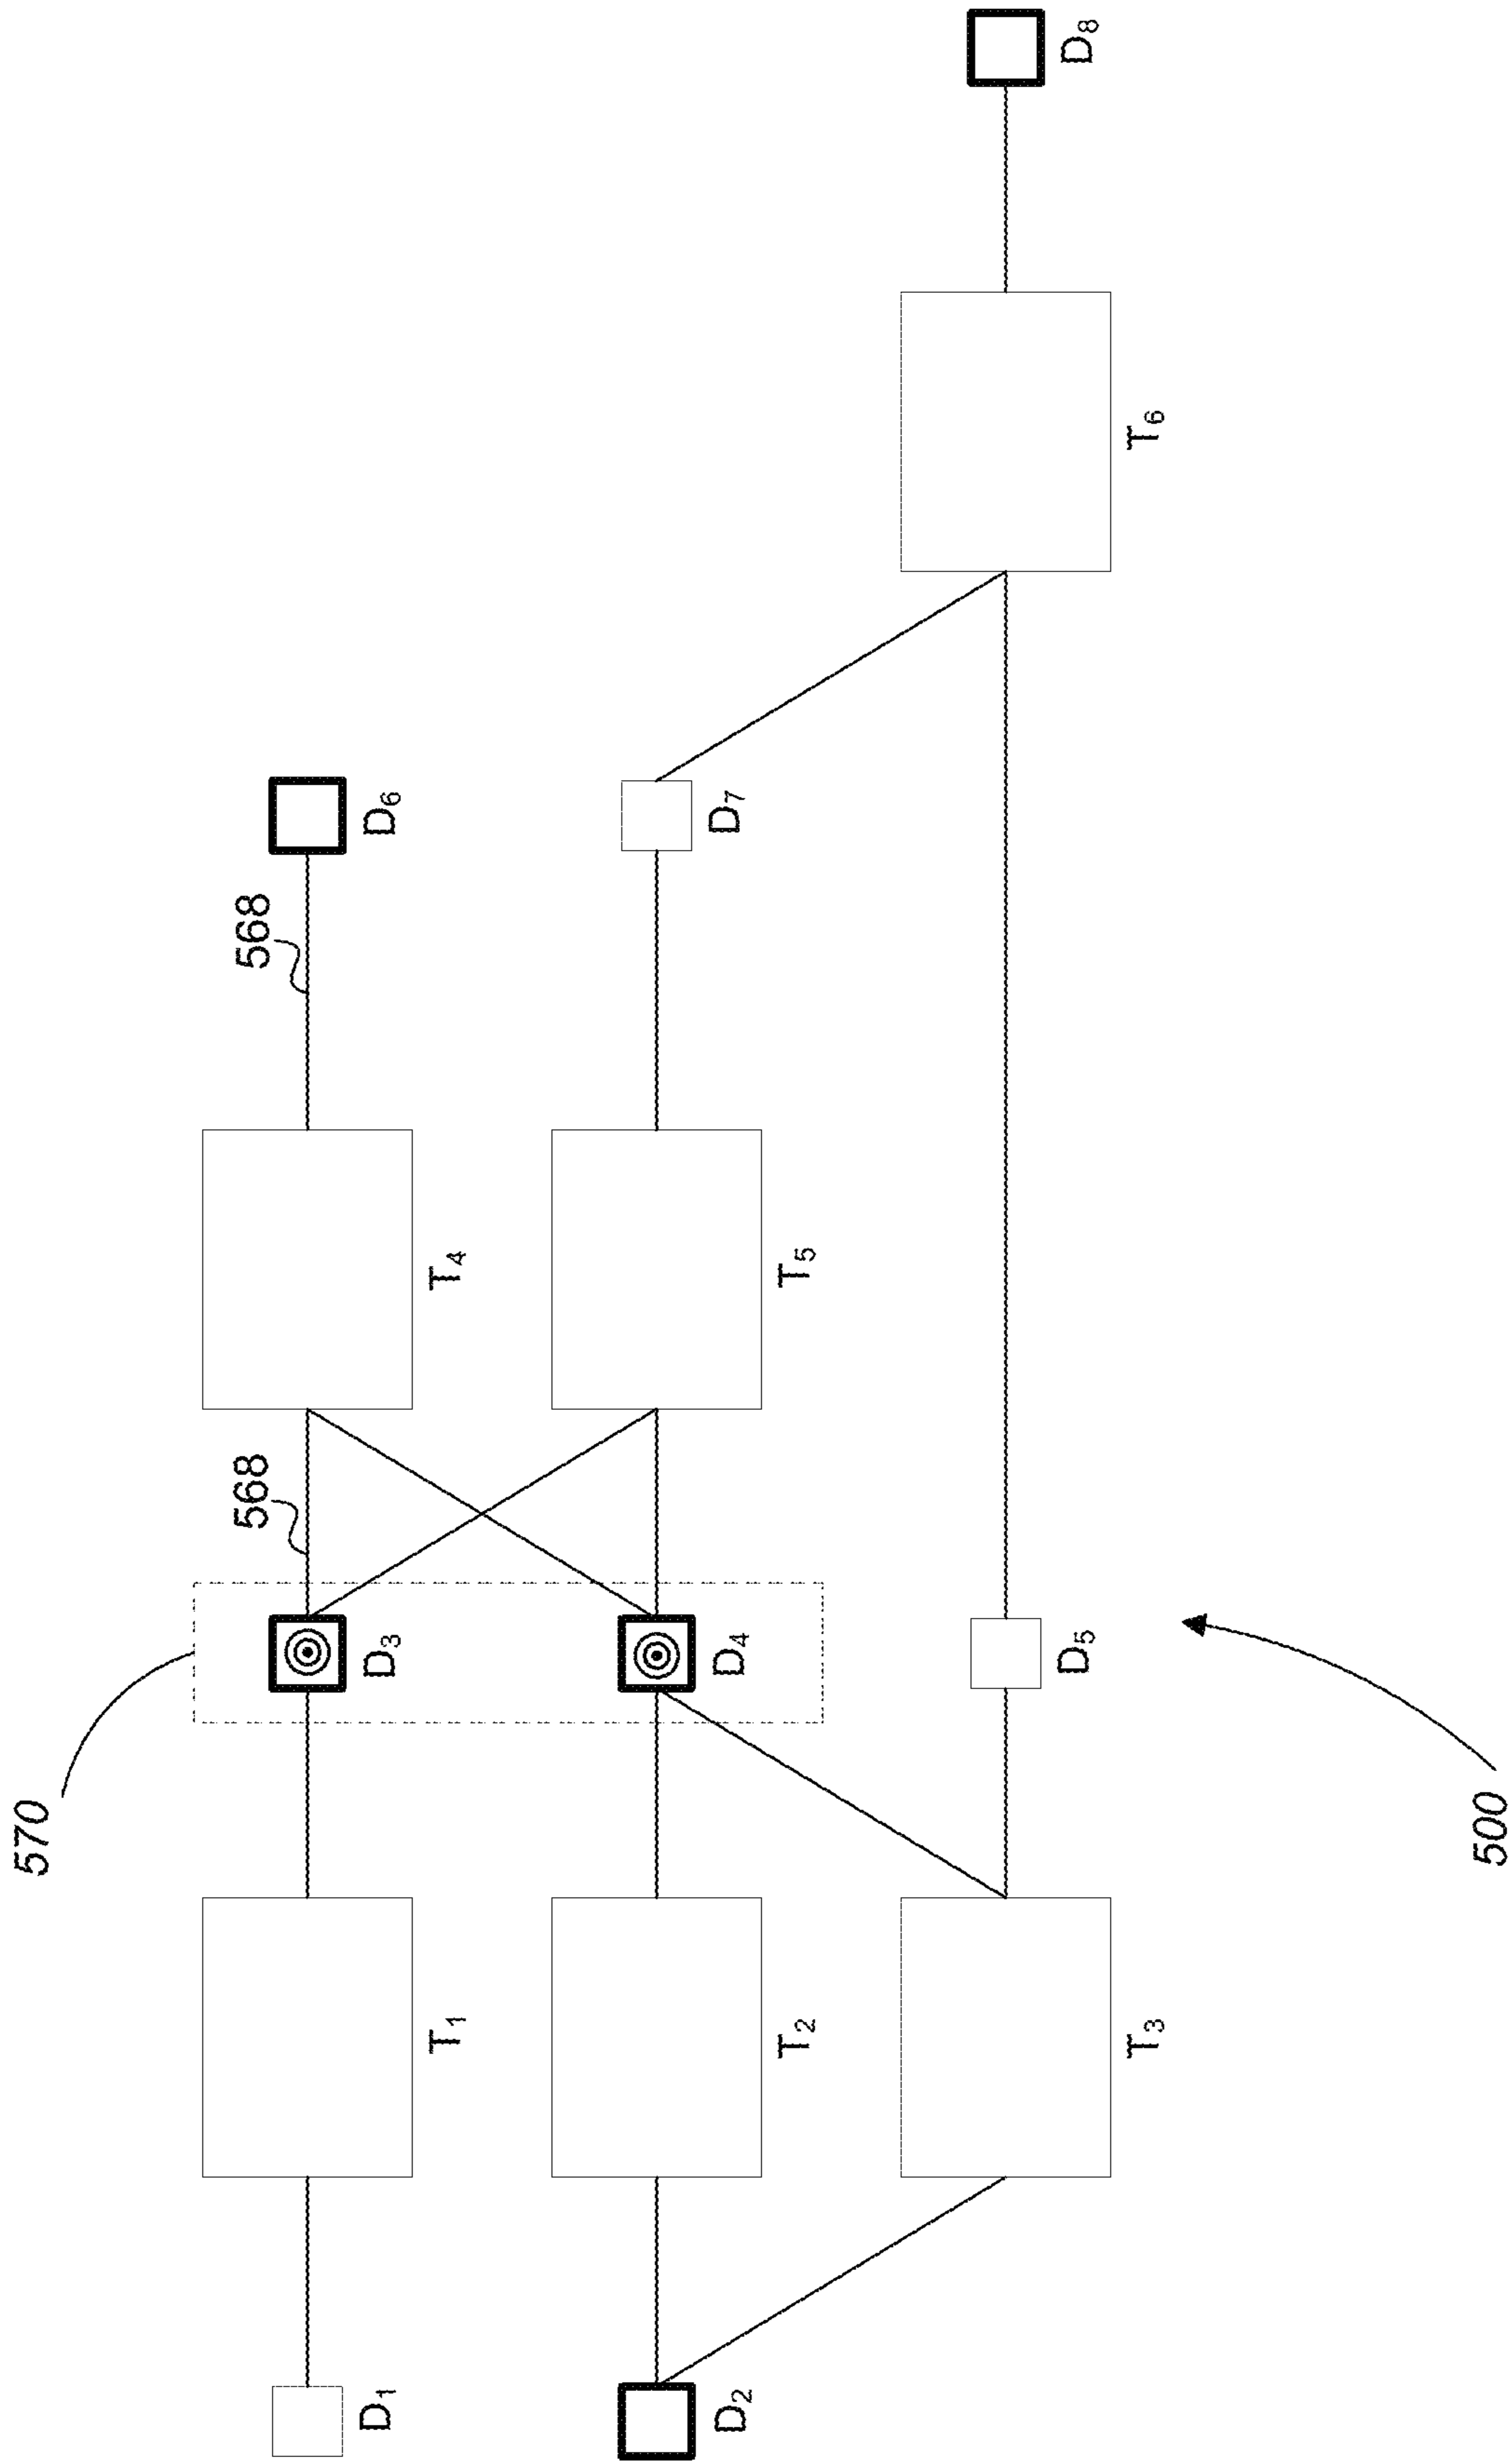 570
568
568
D₁
T₁
D₃
T₄
D₆
D₂
T₂
D₄
T₅
D₇
T₃
D₅
T₆
D₈
500